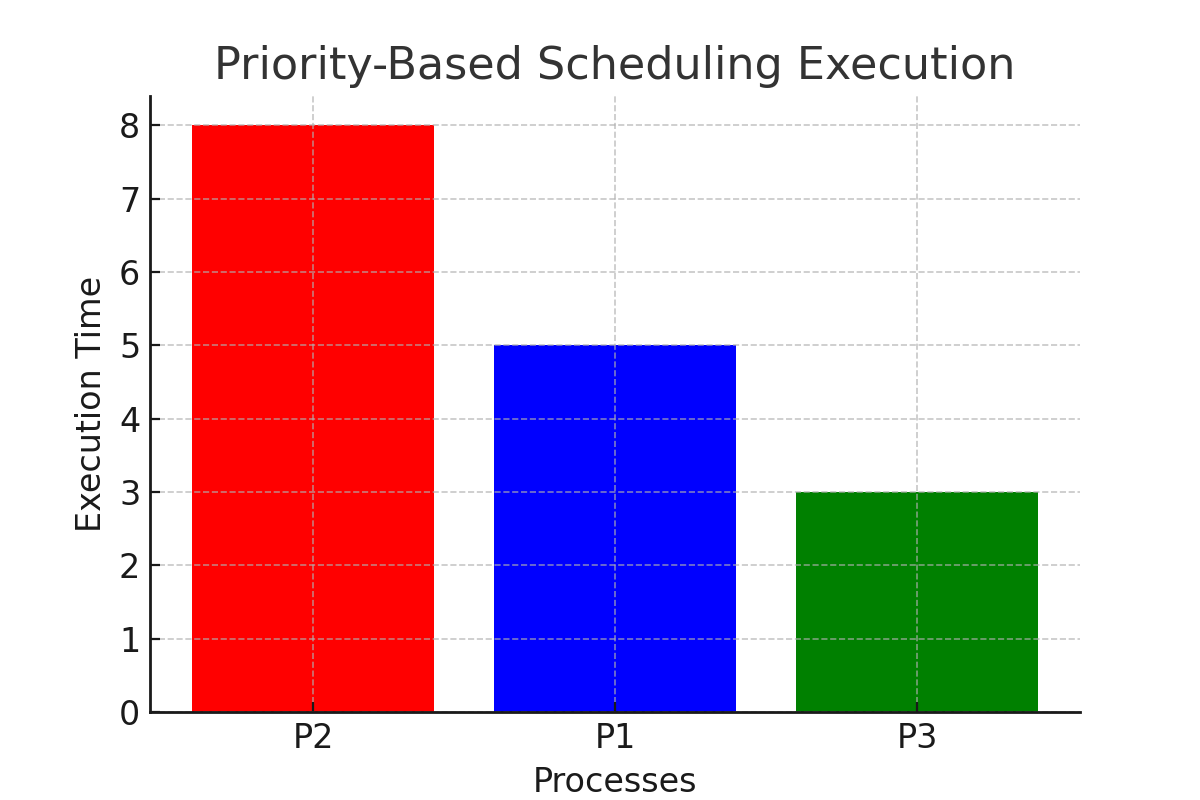 Priority-Based Scheduling Execution
Execution Time
8
7
6
5
4
3
2
1
0
P2 P1 P3
Processes